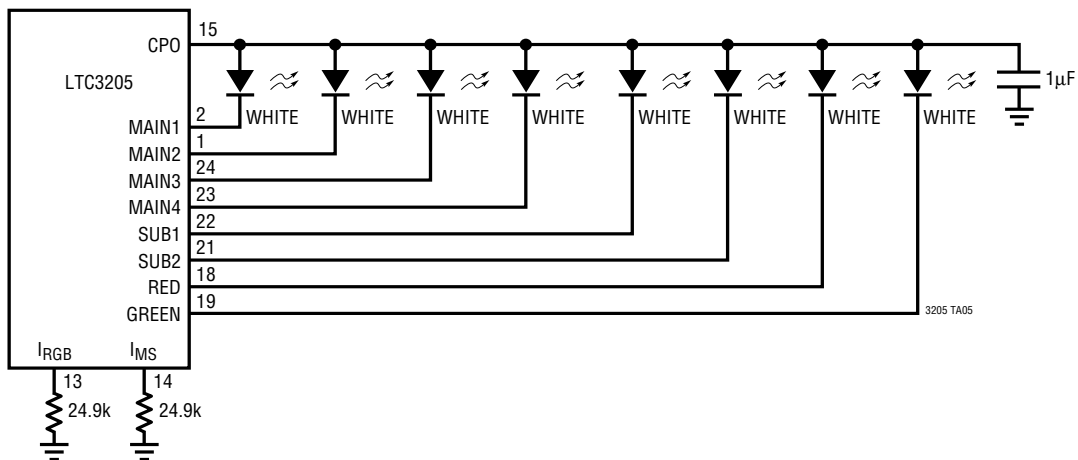 15
CPO
LTC3205
1μF
2
WHITE WHITE WHITE WHITE WHITE WHITE WHITE WHITE
MAIN1
1
MAIN2
24
MAIN3
23
MAIN4
22
SUB1
21
SUB2
18
RED
19
GREEN
3205 TA05
IRGB IMS
13 14
24.9k 24.9k